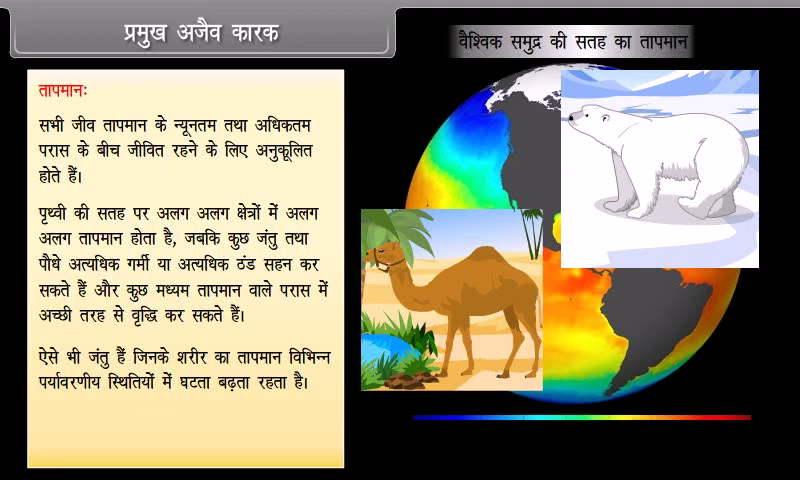 प्रमुख अजैव कारक
वैश्विक समुद्र की सतह का तापमान
तापमानः
सभी जीव तापमान के न्यूनतम तथा अधिकतम
परास के बीच जीवित रहने के लिए अनुकूलित
होते हैं।
पृथ्वी की सतह पर अलग अलग क्षेत्रों में अलग
अलग तापमान होता है, जबकि कुछ जंतु तथा
पौधे अत्यधिक गर्मी या अत्यधिक ठंड सहन कर
सकते हैं और कुछ मध्यम तापमान वाले परास में
अच्छी तरह से वृद्धि कर सकते हैं।
ऐसे भी जंतु हैं जिनके शरीर का तापमान विभिन्न
पर्यावरणीय स्थितियों में घटता बढ़ता रहता है।